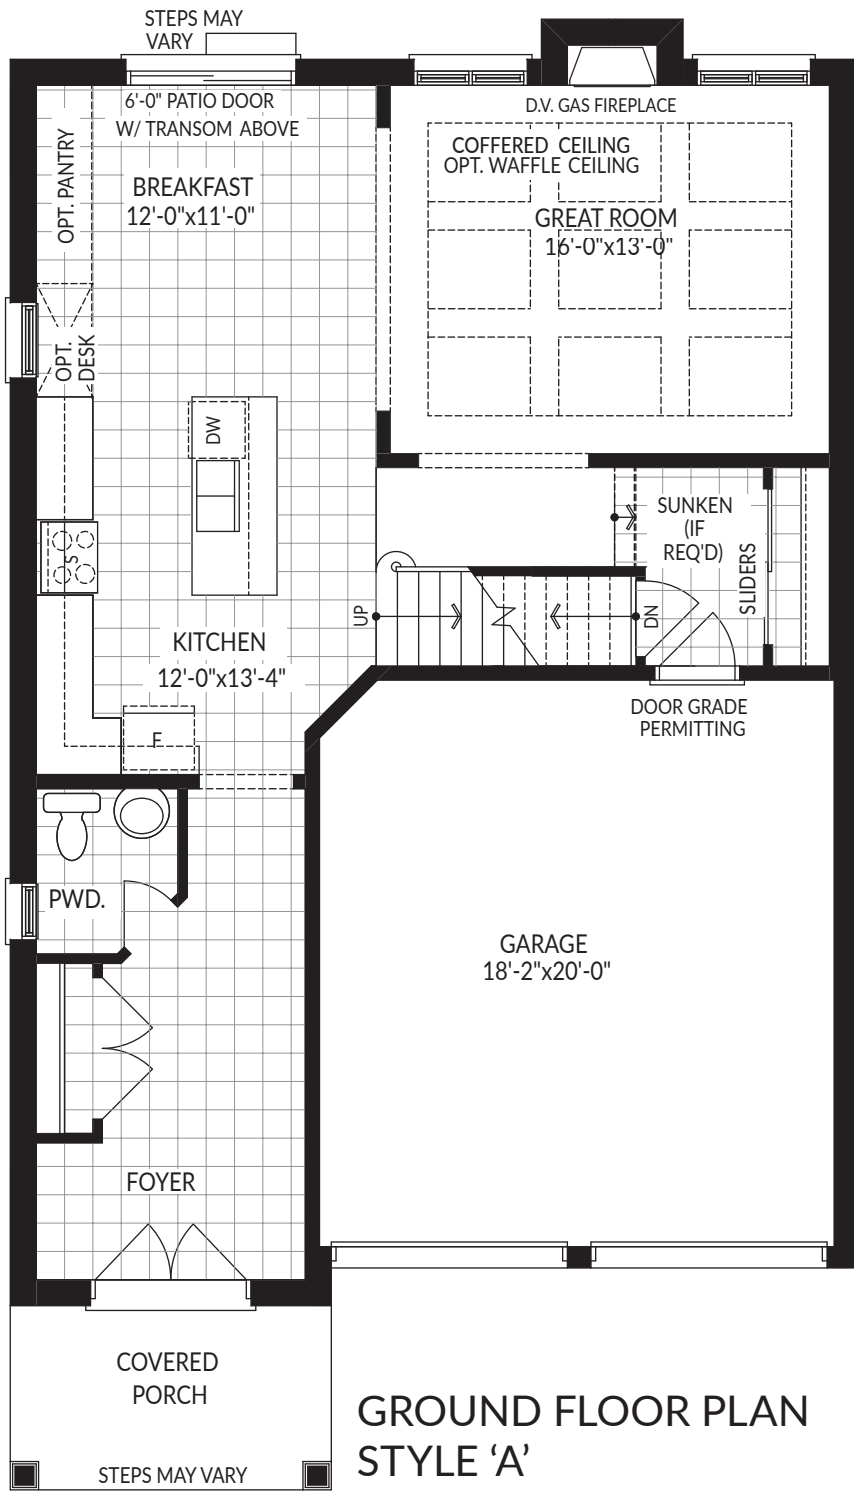 STEPS MAY
VARY
6'-0" PATIO DOOR
W/ TRANSOM ABOVE
D.V. GAS FIREPLACE
OPT. PANTRY
COFFERED CEILING
OPT. WAFFLE CEILING
BREAKFAST
12'-0"x11'-0"
GREAT ROOM
16'-0"x13'-0"
OPT.
DESK
DW
SUNKEN
(IF
REQ'D)
SLIDERS
S
UP
DN
KITCHEN
12'-0"x13'-4"
DOOR GRADE
PERMITTING
F
PWD.
GARAGE
18'-2"x20'-0"
FOYER
COVERED
PORCH
STEPS MAY VARY
GROUND FLOOR PLAN
STYLE ‘A’